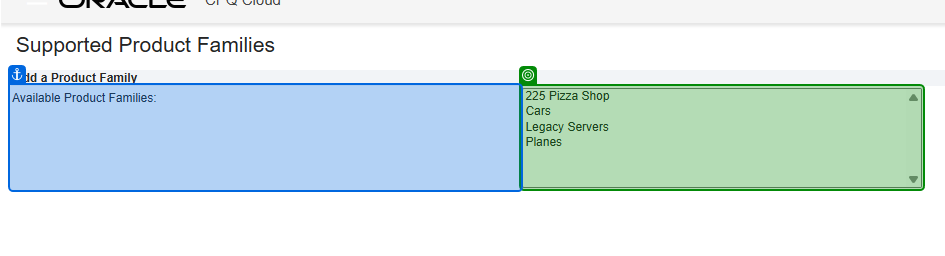 ORACLE CPQ Cloud
Supported Product Families
dd a Product Family
Available Product Families:
225 Pizza Shop
Cars
Legacy Servers
Planes